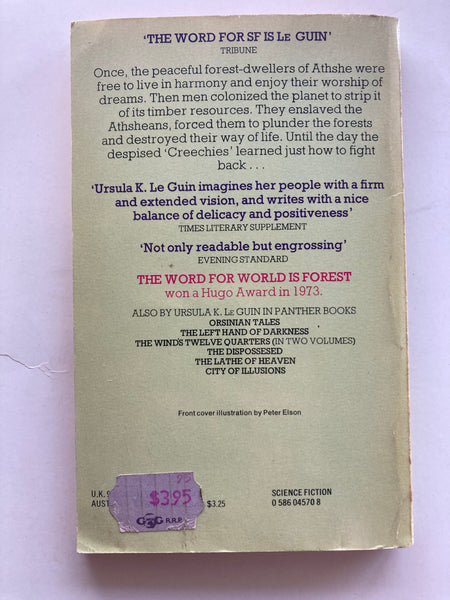 ‘THE WORD FOR SF IS LE GUIN’
TRIBUNE
Once, the peaceful forest-dwellers of Athshe were
free to live in harmony and enjoy their worship of
dreams. Then men colonized the planet to strip it
of its timber resources. They enslaved the
Athsheans, forced them to plunder the forests
and destroyed their way of life. Until the day the
despised ‘Creechies’ learned just how to fight
back . . .
‘Ursula K. Le Guin imagines her people with a firm
and extended vision, and writes with a nice
balance of delicacy and positiveness’
TIMES LITERARY SUPPLEMENT
‘Not only readable but engrossing’
EVENING STANDARD
THE WORD FOR WORLD IS FOREST
won a Hugo Award in 1973.
ALSO BY URSULA K. LE GUIN IN PANTHER BOOKS
ORSINIAN TALES
THE LEFT HAND OF DARKNESS
THE WIND'S TWELVE QUARTERS (IN TWO VOLUMES)
THE DISPOSSESED
THE LATHE OF HEAVEN
CITY OF ILLUSIONS
Front cover illustration by Peter Elson
U.K.
AUST
$3.25
95
$3.95
G&G R.R.P.
SCIENCE FICTION
0 586 04570 8